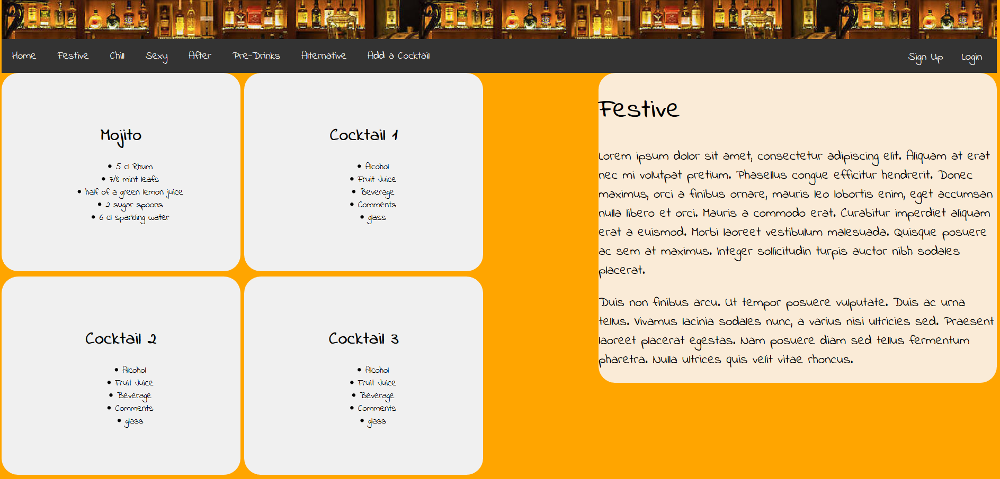 Home Festive Chill Sexy After Pre-Drinks Alternative Add a Cocktail Sign Up Login
Mojito
• 5 cl Rhum
• 7/8 mint leafs
• half of a green lemon juice
• 2 sugar spoons
• 6 cl sparkling water
Cocktail 1
• Alcohol
• Fruit Juice
• Beverage
• Comments
• glass
Cocktail 2
• Alcohol
• Fruit Juice
• Beverage
• Comments
• glass
Cocktail 3
• Alcohol
• Fruit Juice
• Beverage
• Comments
• glass
Festive
Lorem ipsum dolor sit amet, consectetur adipiscing elit. Aliquam at erat
nec mi volutpat pretium. Phasellus congue efficitur hendrerit. Donec
maximus, orci a finibus ornare, mauris leo lobortis enim, eget accumsan
nulla libero et orci. Mauris a commodo erat. Curabitur imperdiet aliquam
erat a euismod. Morbi laoreet vestibulum malesuada. Quisque posuere
ac sem at maximus. Integer sollicitudin turpis auctor nibh sodales
placerat.
Duis non finibus arcu. Ut tempor posuere vulputate. Duis ac urna
tellus. Vivamus lacinia sodales nunc, a varius nisi ultricies sed. Praesent
laoreet placerat egestas. Nam posuere diam sed tellus fermentum
pharetra. Nulla ultrices quis velit vitae rhoncus.